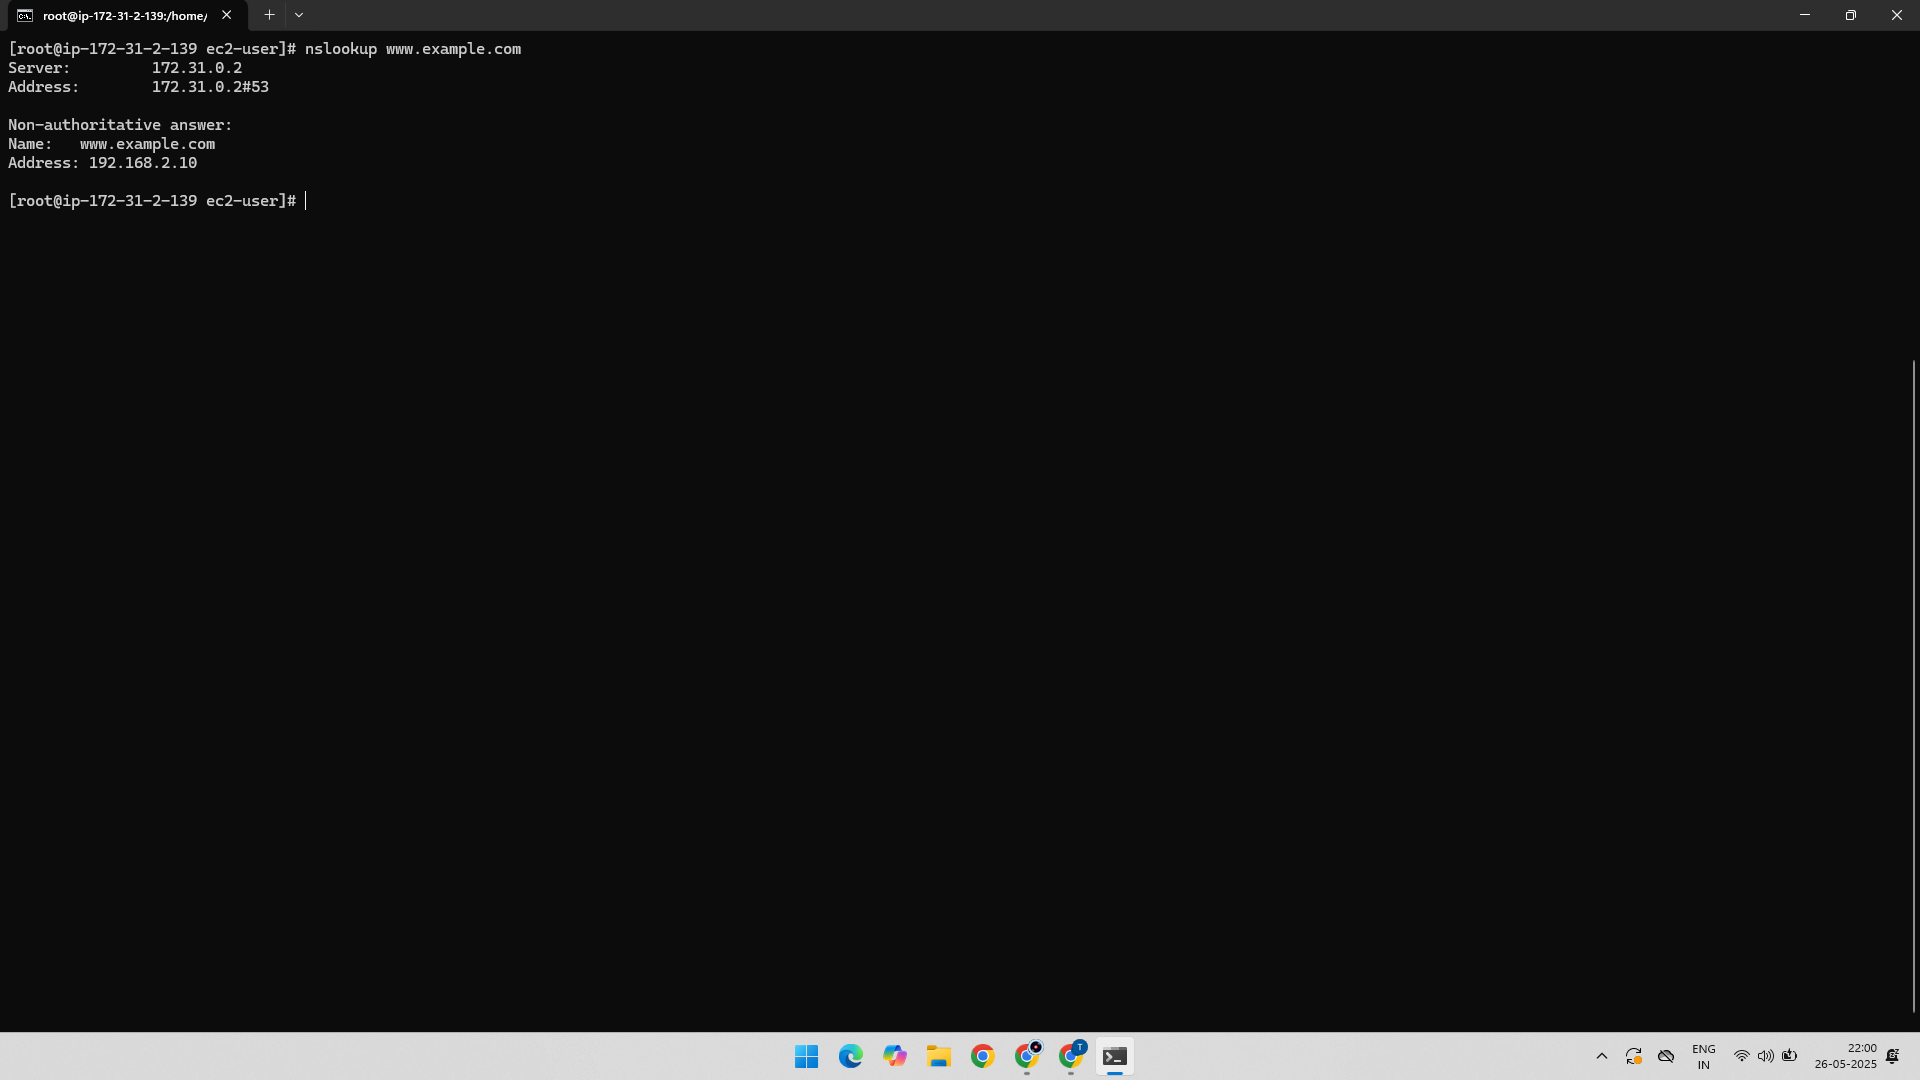 root@ip-172-31-2-139:/home/
[root@ip-172-31-2-139 ec2-user]# nslookup www.example.com
Server:         172.31.0.2
Address:        172.31.0.2#53
Non-authoritative answer:
Name:   www.example.com
Address: 192.168.2.10
[root@ip-172-31-2-139 ec2-user]#
T
ENG
IN
22:00
26-05-2025